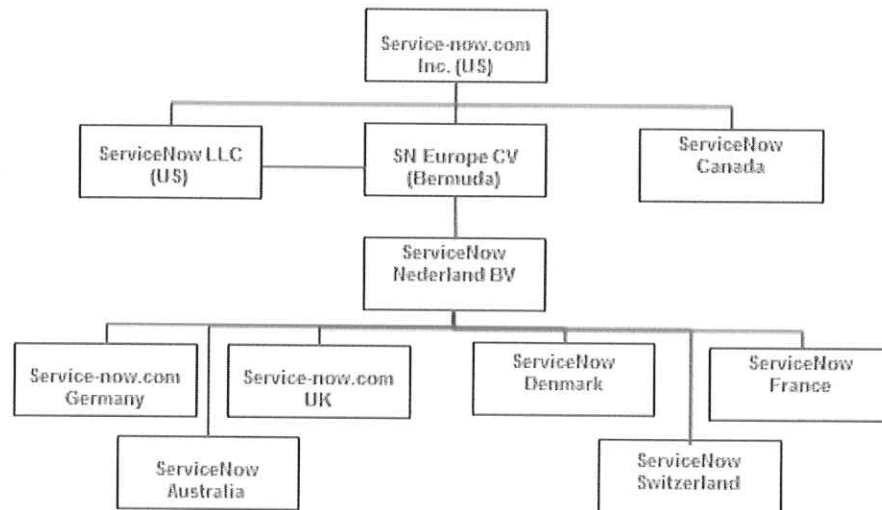 Service-now.com
Inc. (US)
ServiceNow LLC
(US)
SN Europe CV
(Bermuda)
ServiceNow
Canada
ServiceNow
Nederland BV
Service-now.com
Germany
Service-now.com
UK
ServiceNow
Denmark
ServiceNow
France
ServiceNow
Australia
ServiceNow
Switzerland